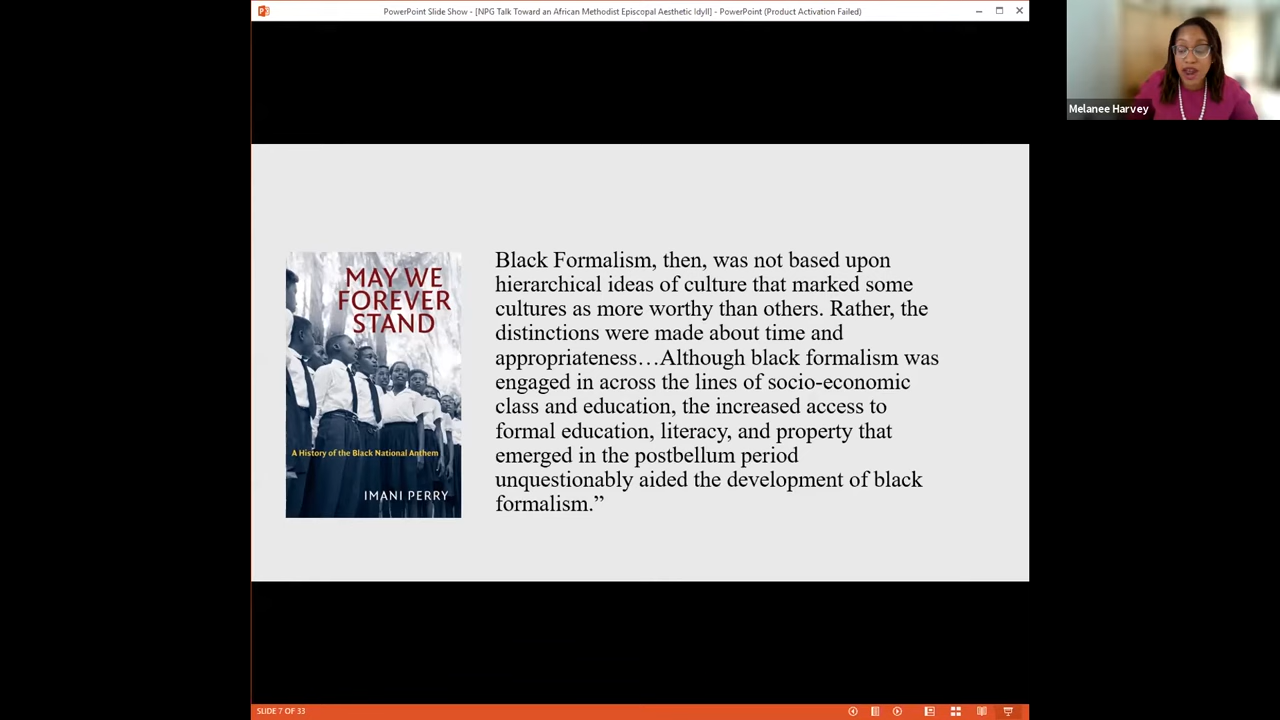 PowerPoint Slide Show - [NPG Talk Toward an African Methodist Episcopal Aesthetic Idyll] - PowerPoint (Product Activation Failed)
Melanee Harvey
MAY WE
FOREVER
STAND
A History of the Black National Anthem
IMANI PERRY
Black Formalism, then, was not based upon
hierarchical ideas of culture that marked some
cultures as more worthy than others. Rather, the
distinctions were made about time and
appropriateness…Although black formalism was
engaged in across the lines of socio-economic
class and education, the increased access to
formal education, literacy, and property that
emerged in the postbellum period
unquestionably aided the development of black
formalism.”
SLIDE 7 OF 33